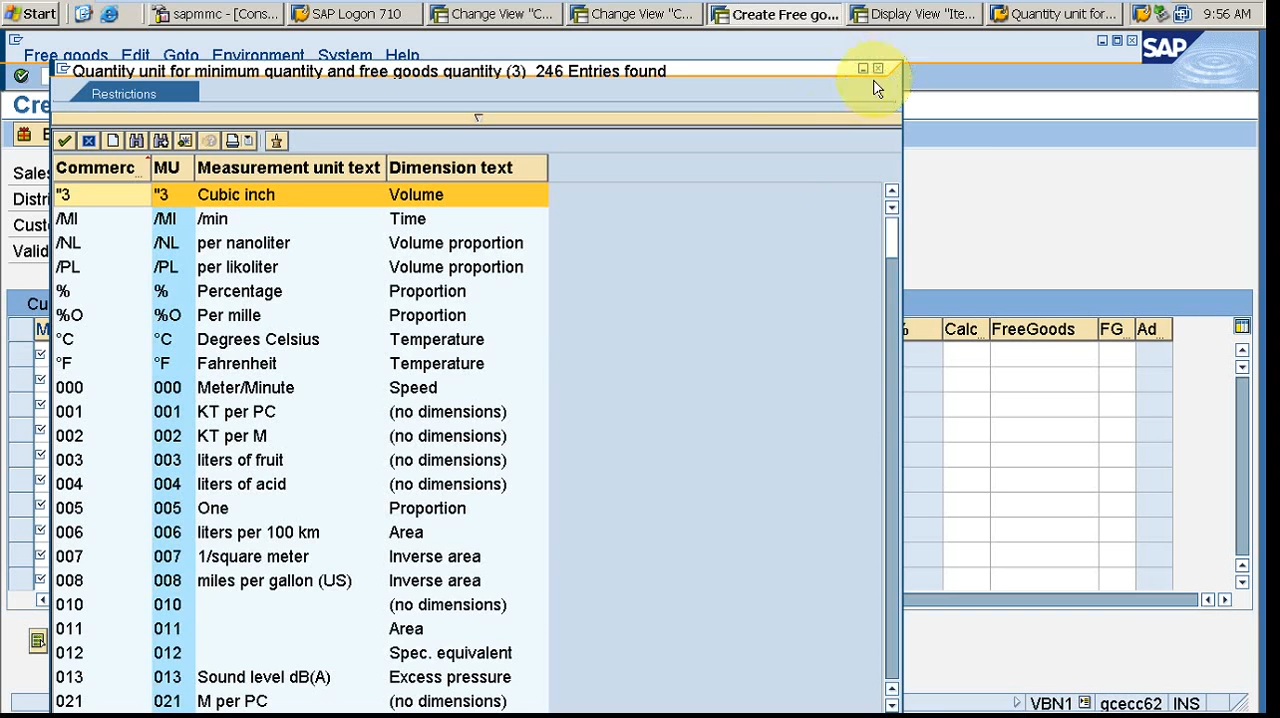 Start sapmmc - [Cons... SAP Logon 710 Change View "C... Change View "C... Create Free go... Display View "Ite... Quantity unit for... 9:56 AM
Free goods Edit Goto Environment System Help
SAP
Quantity unit for minimum quantity and free goods quantity (3) 246 Entries found
Restrictions
Cre
E
Sales
Distri
Custo
Valid
Commerc... MU Measurement unit text Dimension text
"3 "3 Cubic inch Volume
/MI /MI /min Time
/NL /NL per nanoliter Volume proportion
/PL /PL per likoliter Volume proportion
% % Percentage Proportion
%O %O Per mille Proportion
°C °C Degrees Celsius Temperature
°F °F Fahrenheit Temperature
000 000 Meter/Minute Speed
001 001 KT per PC (no dimensions)
002 002 KT per M (no dimensions)
003 003 liters of fruit (no dimensions)
004 004 liters of acid (no dimensions)
005 005 One Proportion
006 006 liters per 100 km Area
007 007 1/square meter Inverse area
008 008 miles per gallon (US) Inverse area
010 010 (no dimensions)
011 011 Area
012 012 Spec. equivalent
013 013 Sound level dB(A) Excess pressure
021 021 M per PC (no dimensions)
Cu
M
% Calc... FreeGoods FG... Ad...
VBN1 qcecc62 INS